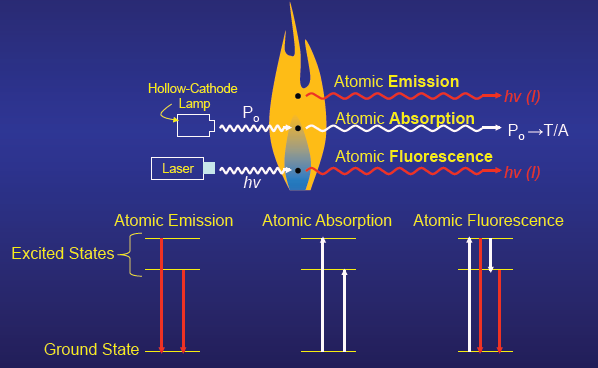 Atomic Emission
hv (I)
Hollow-Cathode
Lamp
Po
Atomic Absorption
Po →T/A
Atomic Fluorescence
Laser
hv
hv (I)
Atomic Emission
Atomic Absorption
Atomic Fluorescence
Excited States
Ground State